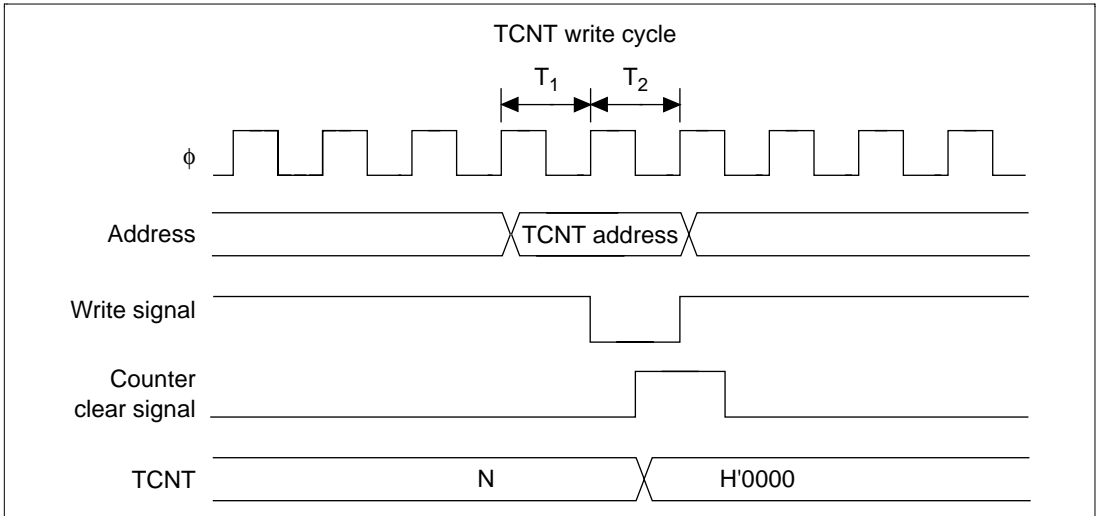 TCNT write cycle
T1 T2
ϕ
Address
TCNT address
Write signal
Counter
clear signal
TCNT
N
H'0000